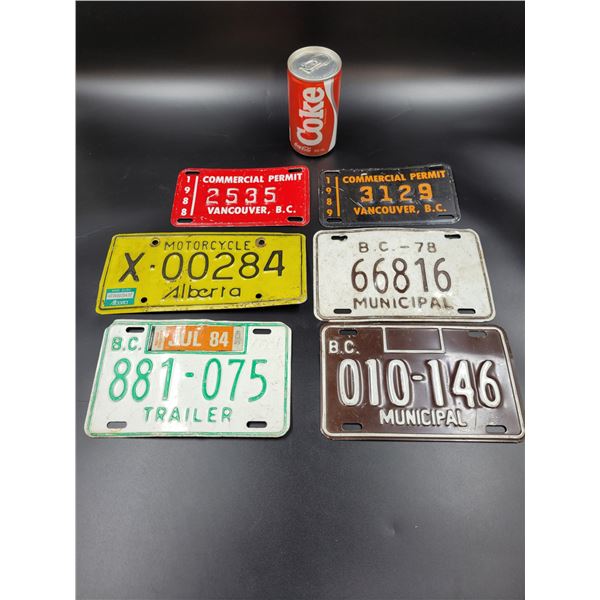 Coke
1988
COMMERCIAL PERMIT
2535
VANCOUVER, B.C.
1989
COMMERCIAL PERMIT
3129
VANCOUVER, B.C.
MOTORCYCLE
X·00284
Alberta
Alberta
B.C.-78
66816
MUNICIPAL
B.C.
JUL 84
881-075
TRAILER
B.C.
010-146
MUNICIPAL